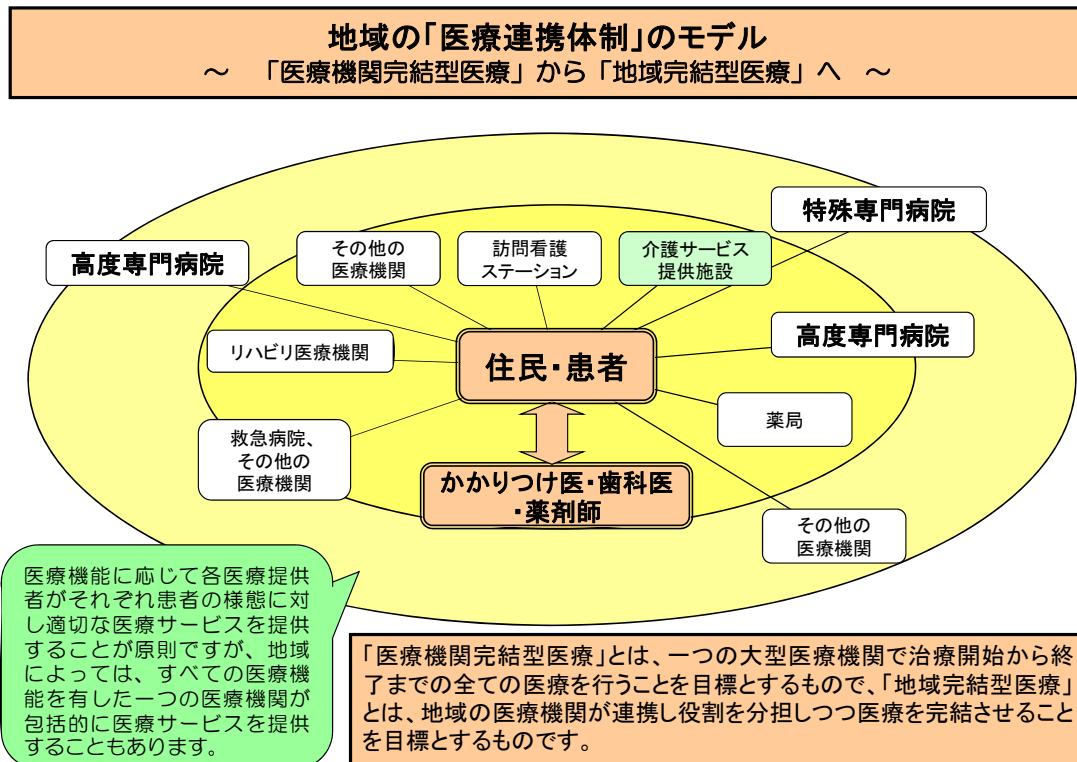 地域の「医療連携体制」のモデル
～　「医療機関完結型医療」から「地域完結型医療」へ　～
特殊専門病院
高度専門病院
その他の
医療機関
訪問看護
ステーション
介護サービス
提供施設
高度専門病院
リハビリ医療機関
住民・患者
薬局
救急病院、
その他の
医療機関
かかりつけ医・歯科医
・薬剤師
その他の
医療機関
医療機能に応じて各医療提供
者がそれぞれ患者の様態に対
し適切な医療サービスを提供
することが原則ですが、地域
によっては、すべての医療機
能を有した一つの医療機関が
包括的に医療サービスを提供
することもあります。
「医療機関完結型医療」とは、一つの大型医療機関で治療開始から終
了までの全ての医療を行うことを目標とするもので、「地域完結型医療」
とは、地域の医療機関が連携し役割を分担しつつ医療を完結させること
を目標とするものです。